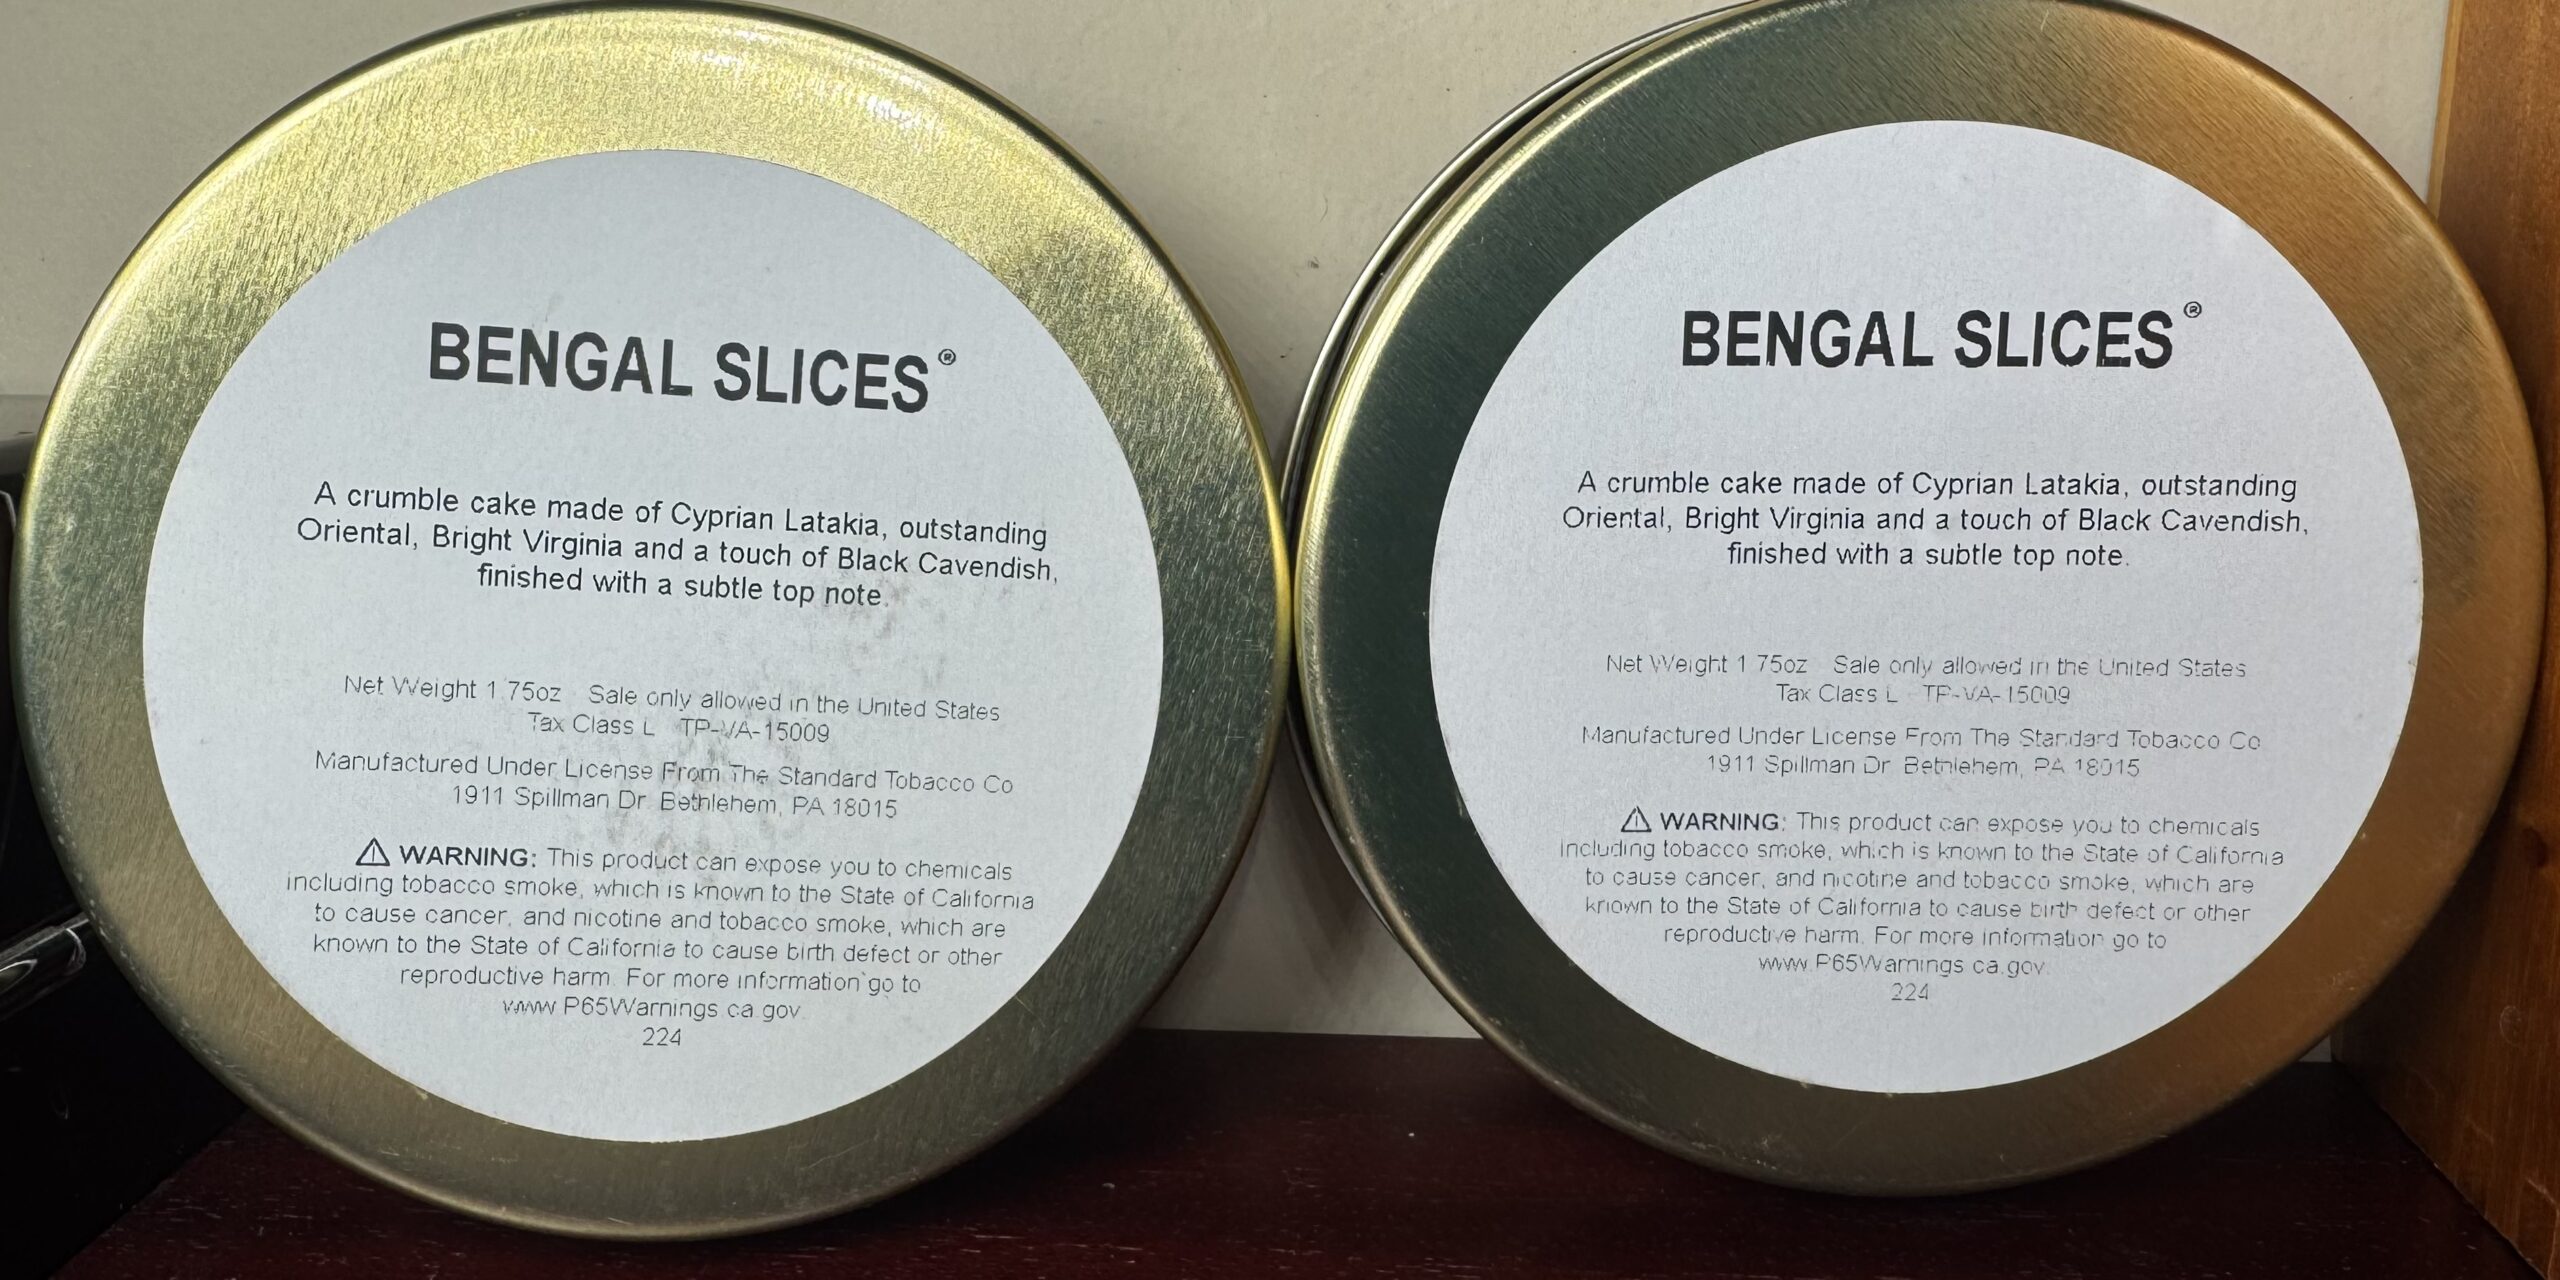 BENGAL SLICES®
A crumble cake made of Cyprian Latakia, outstanding
Oriental, Bright Virginia and a touch of Black Cavendish,
finished with a subtle top note.
Net Weight 1.75oz Sale only allowed in the United States
Tax Class L TP-VA-15009
Manufactured Under License From The Standard Tobacco Co
1911 Spillman Dr. Bethlehem, PA 18015
⚠ WARNING: This product can expose you to chemicals
including tobacco smoke, which is known to the State of California
to cause cancer, and nicotine and tobacco smoke, which are
known to the State of California to cause birth defect or other
reproductive harm. For more information go to
www.P65Warnings.ca.gov.
224
BENGAL SLICES®
A crumble cake made of Cyprian Latakia, outstanding
Oriental, Bright Virginia and a touch of Black Cavendish,
finished with a subtle top note.
Net Weight 1.75oz Sale only allowed in the United States
Tax Class L TP-VA-15009
Manufactured Under License From The Standard Tobacco Co
1911 Spillman Dr. Bethlehem, PA 18015
⚠ WARNING: This product can expose you to chemicals
including tobacco smoke, which is known to the State of California
to cause cancer, and nicotine and tobacco smoke, which are
known to the State of California to cause birth defect or other
reproductive harm. For more information go to
www.P65Warnings.ca.gov.
224